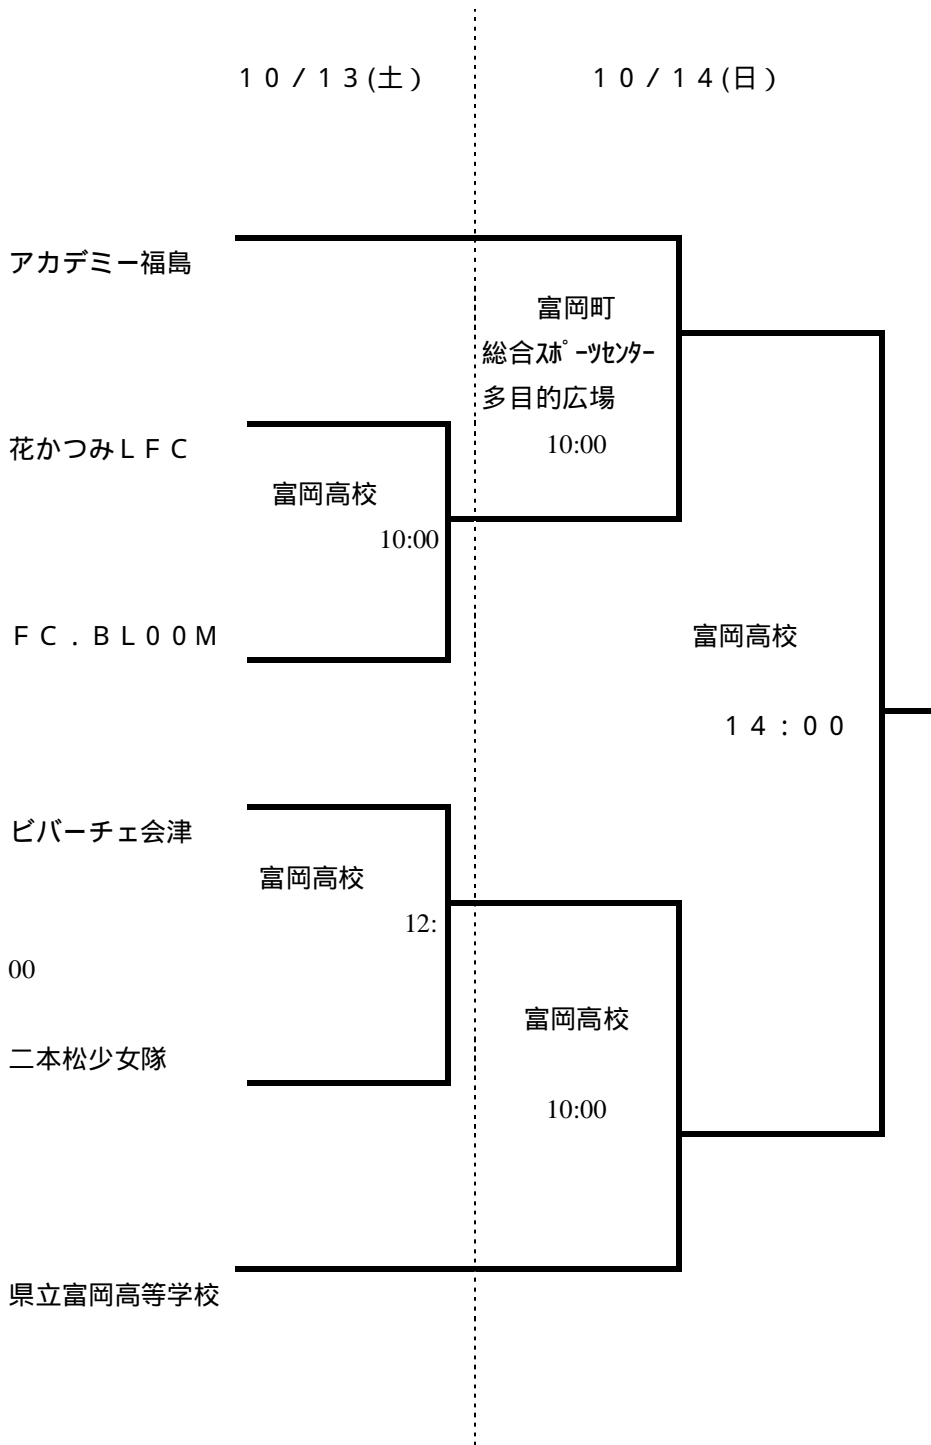 １０／１３(土）
１０／１４(日）
アカデミー福島
富岡町
総合ｽﾎﾟｰﾂｾﾝﾀｰ
多目的広場
10:00
花かつみＬＦＣ
富岡高校
10:00
ＦＣ．ＢＬ００Ｍ
富岡高校
１４：００
ビバーチェ会津
富岡高校
12:
00
富岡高校
10:00
二本松少女隊
県立富岡高等学校